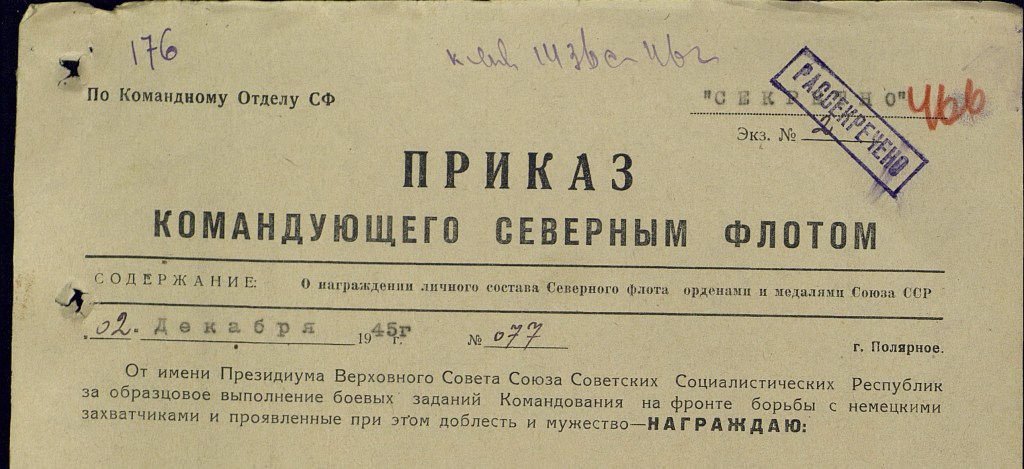 176
По Командному Отделу СФ
"СЕКРЕТНО"
РАССЕКРЕЧЕНО
Экз. № 2
ПРИКАЗ
КОМАНДУЮЩЕГО СЕВЕРНЫМ ФЛОТОМ
СОДЕРЖАНИЕ: О награждении личного состава Северного флота орденами и медалями Союза ССР
02. Декабря 1945г г. № 077 г. Полярное.
От имени Президиума Верховного Совета Союза Советских Социалистических Республик
за образцовое выполнение боевых заданий Командования на фронте борьбы с немецкими
захватчиками и проявленные при этом доблесть и мужество—НАГРАЖДАЮ: